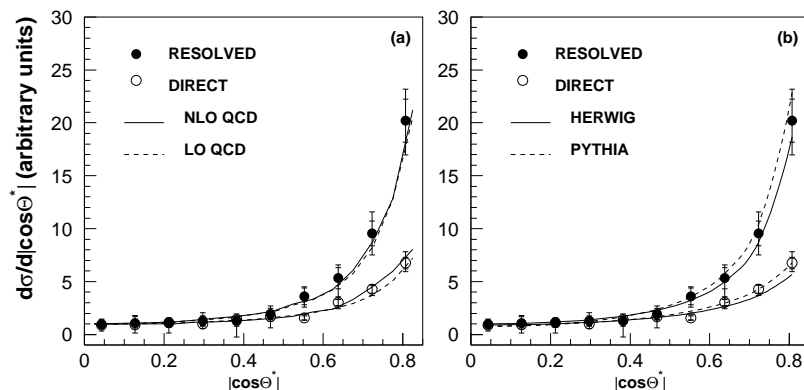 dσ/d|cosΘ*| (arbitrary units)
30
25
20
15
10
5
0
(a)
RESOLVED
DIRECT
NLO QCD
LO QCD
0
0.2
0.4
0.6
0.8
|cosΘ*|
30
25
20
15
10
5
0
(b)
RESOLVED
DIRECT
HERWIG
PYTHIA
0
0.2
0.4
0.6
0.8
|cosΘ*|